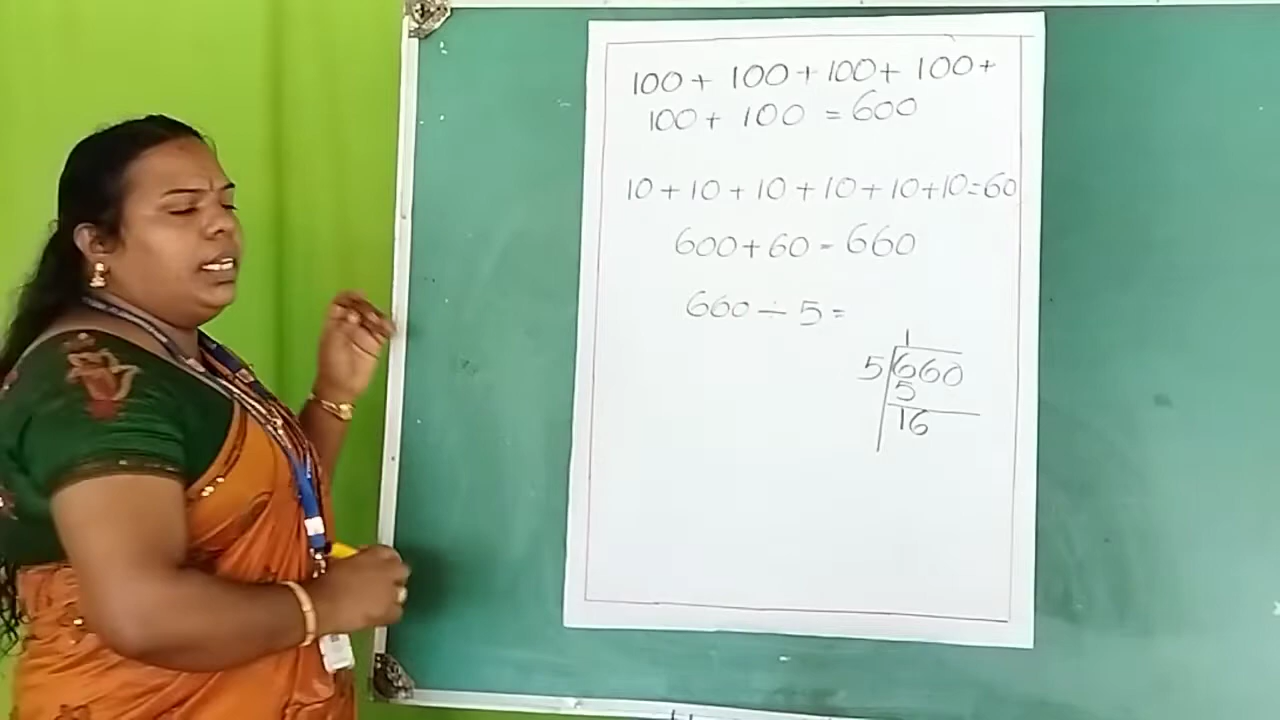 100 + 100 + 100 + 100 +
100 + 100 = 600
10 + 10 + 10 + 10 + 10 + 10 = 60
600 + 60 = 660
660 ÷ 5 =
1
5 660
5
16